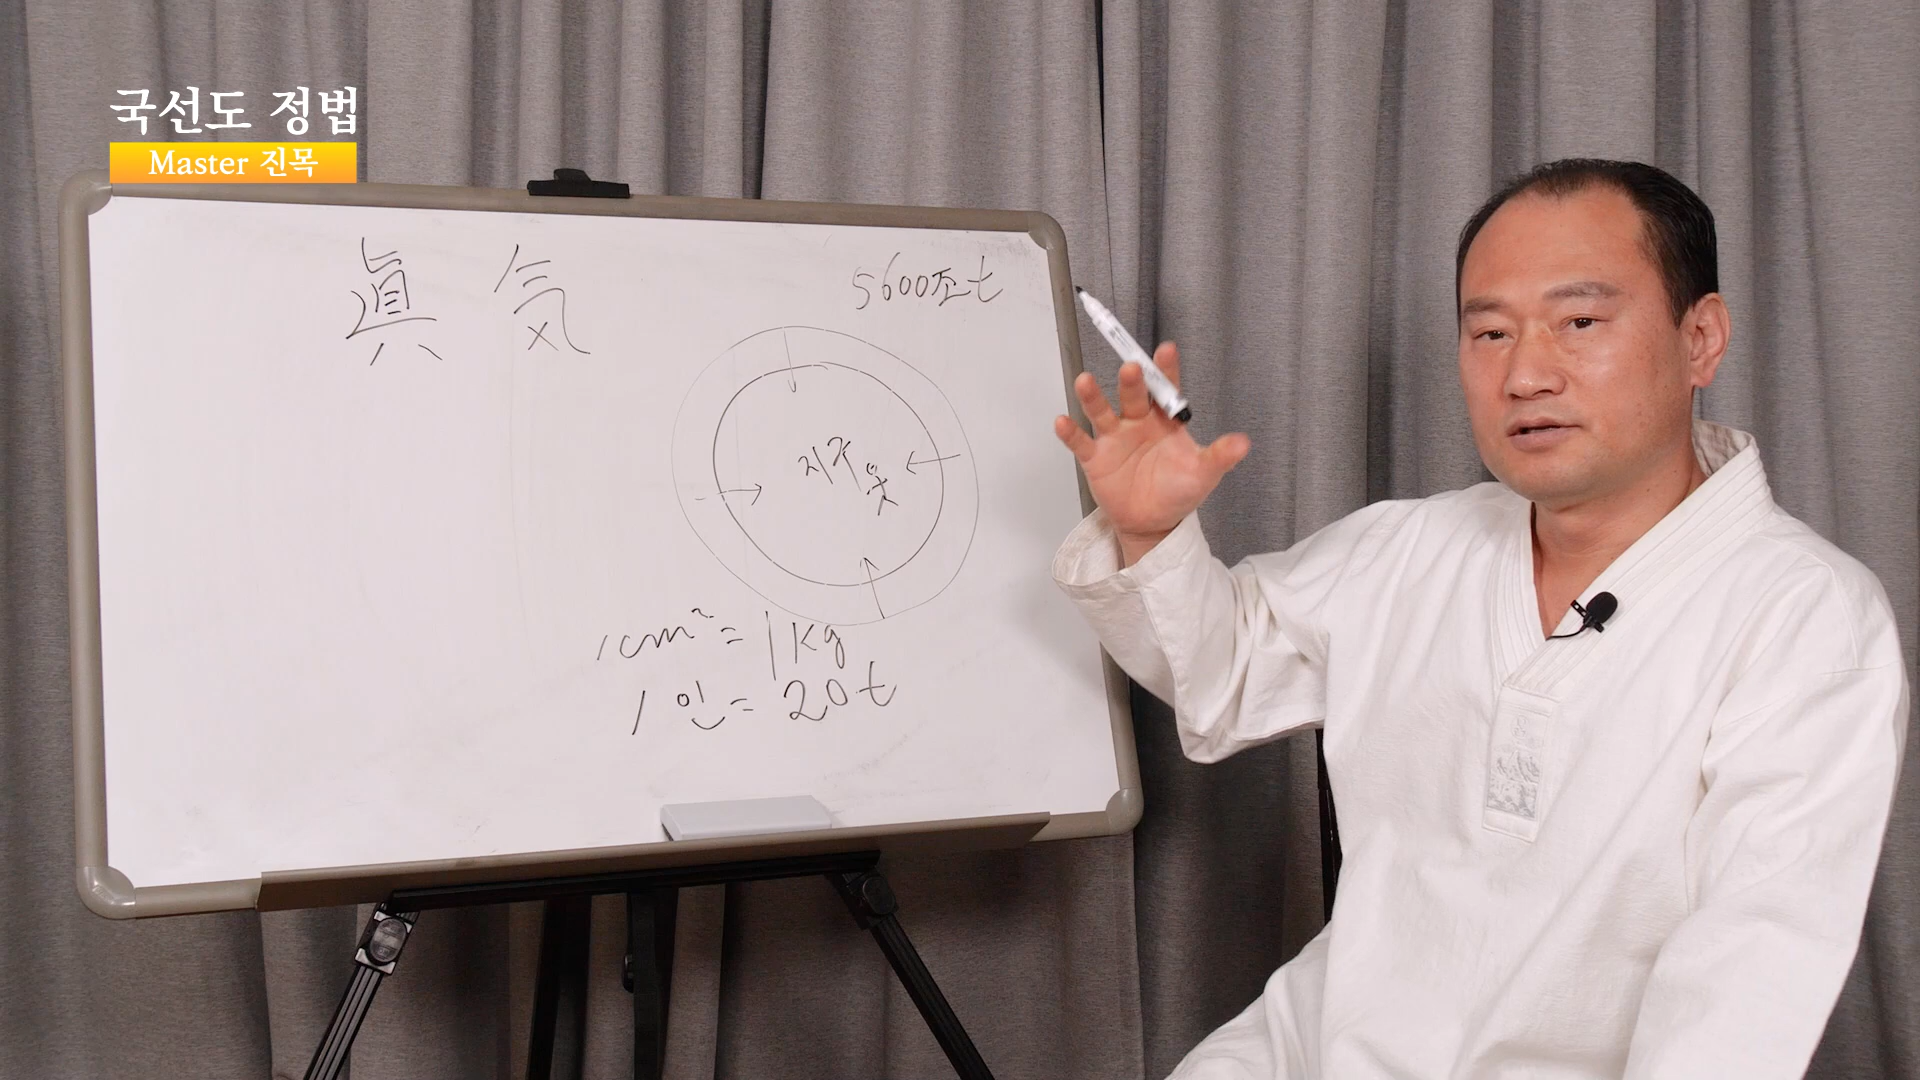 국선도 정법
Master 진목
眞 気
5600조t
지구
1cm²=1kg
1인=20t